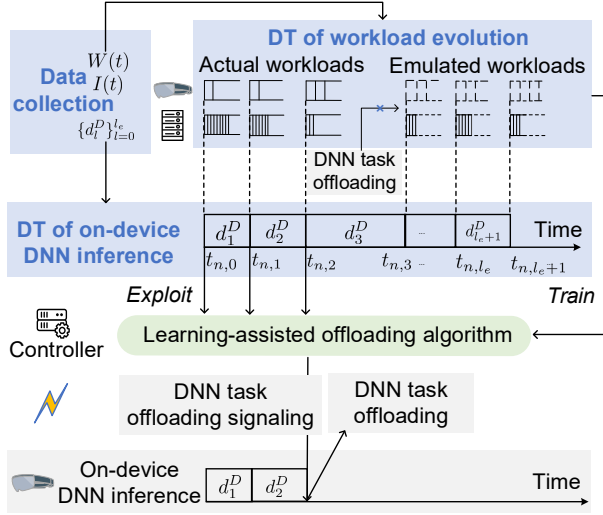 DT of workload evolution
W(t)
I(t)
Data
collection
{d_l^D}_{l=0}^{l_e}
Actual workloads
Emulated workloads
DNN task
offloading
DT of on-device
DNN inference
d_1^D
d_2^D
d_3^D
...
d_{l_e+1}^D
Time
t_{n,0}
t_{n,1}
t_{n,2}
t_{n,3}
...
t_{n,l_e}
t_{n,l_e+1}
Exploit
Train
Learning-assisted offloading algorithm
Controller
DNN task
offloading signaling
DNN task
offloading
On-device
DNN inference
d_1^D
d_2^D
Time